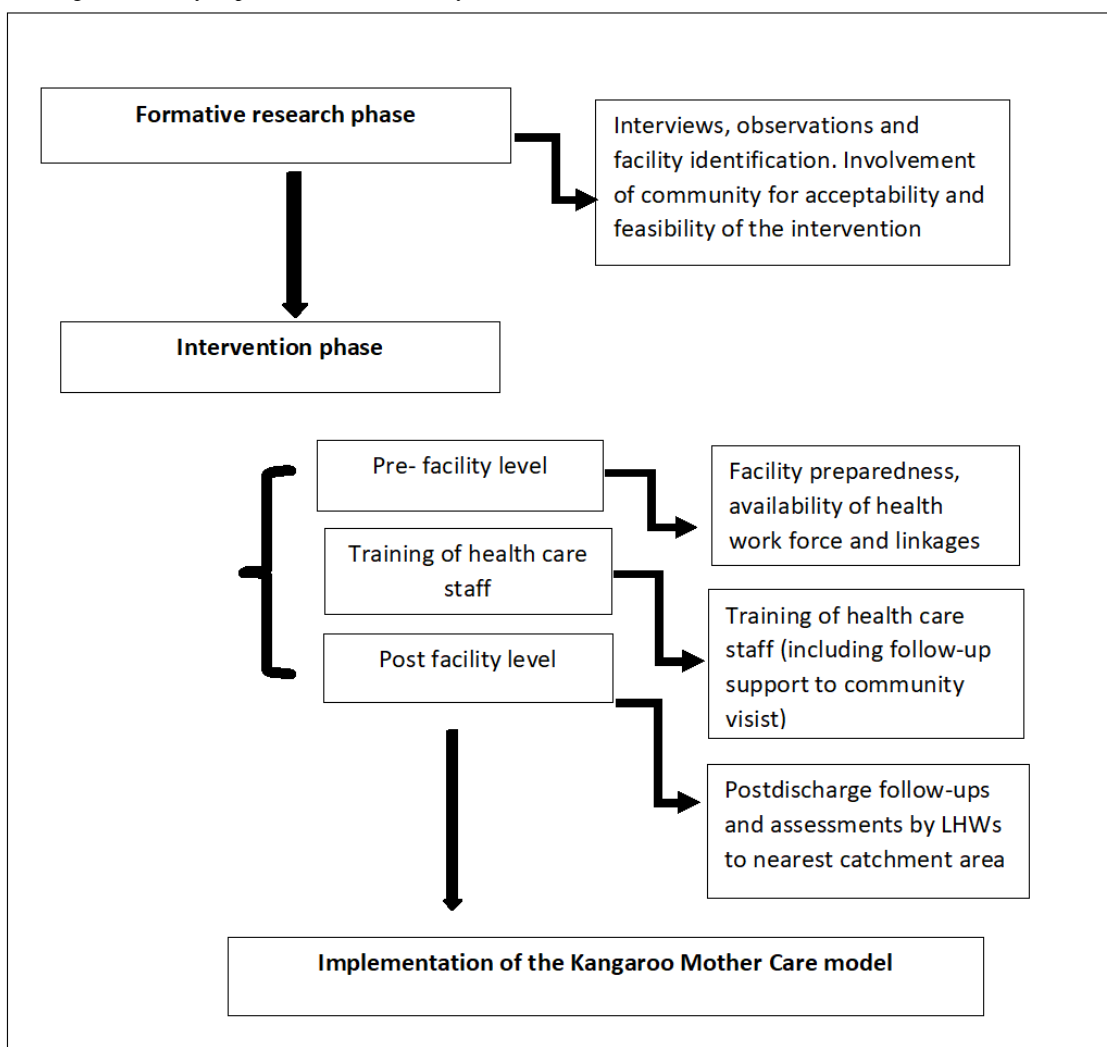 Formative research phase
Interviews, observations and
facility identification. Involvement
of community for acceptability and
feasibility of the intervention
Intervention phase
Pre- facility level
Facility preparedness,
availability of health
work force and linkages
Training of health care
staff
Training of health care
staff (including follow-up
support to community
visist)
Post facility level
Postdischarge follow-ups
and assessments by LHWs
to nearest catchment area
Implementation of the Kangaroo Mother Care model